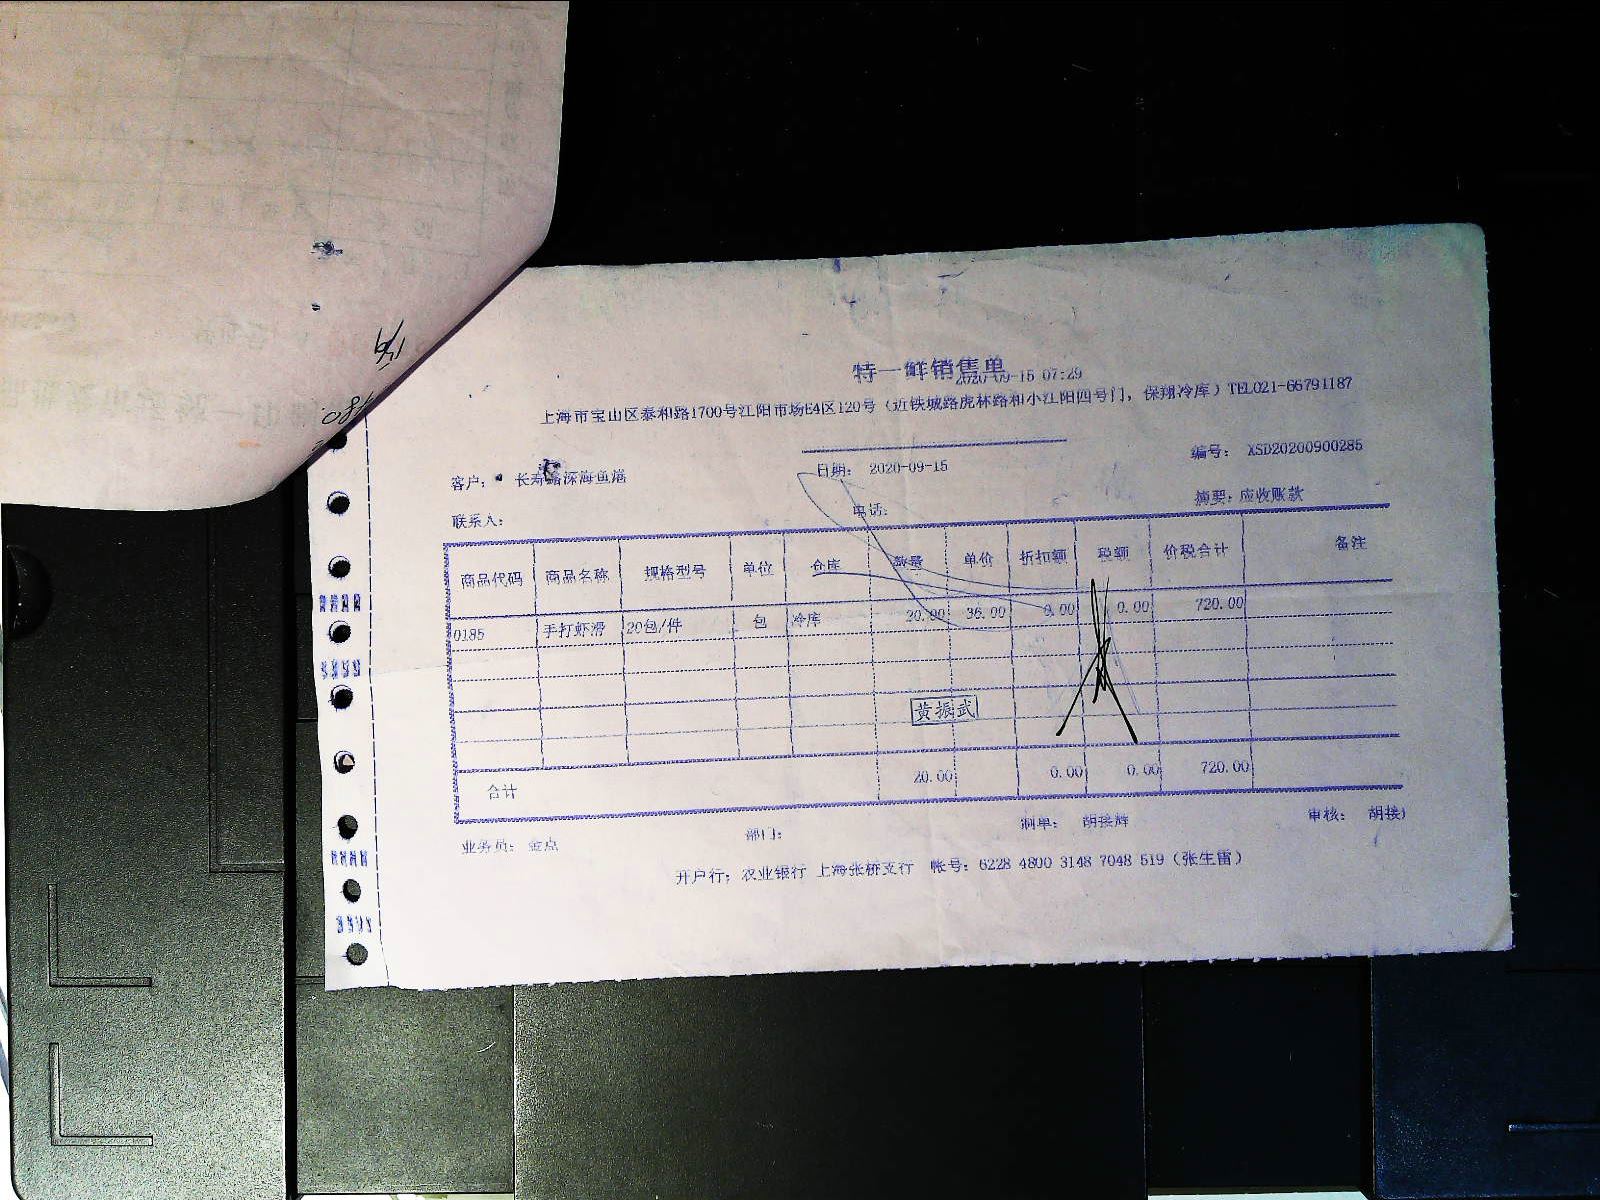 特一鲜销售单
2020-09-15 07:29
上海市宝山区泰和路1700号江阳市场E4区120号（近铁城路虎林路和小江阳四号门，保翔冷库）TEL021-66791187
客户： 长寿路深海鱼港 日期： 2020-09-15 编号： XSD20200900285
联系人： 电话： 摘要：应收账款
商品代码 商品名称 规格型号 单位 仓库 数量 单价 折扣额 税额 价税合计 备注
0185 手打虾滑 20包/件 包 冷库 20.00 36.00 0.00 0.00 720.00
黄振武
合计 20.00 0.00 0.00 720.00
业务员： 金点 部门： 制单： 胡接辉 审核： 胡接
开户行：农业银行 上海张桥支行 帐号：6228 4800 3148 7048 519（张生雷）